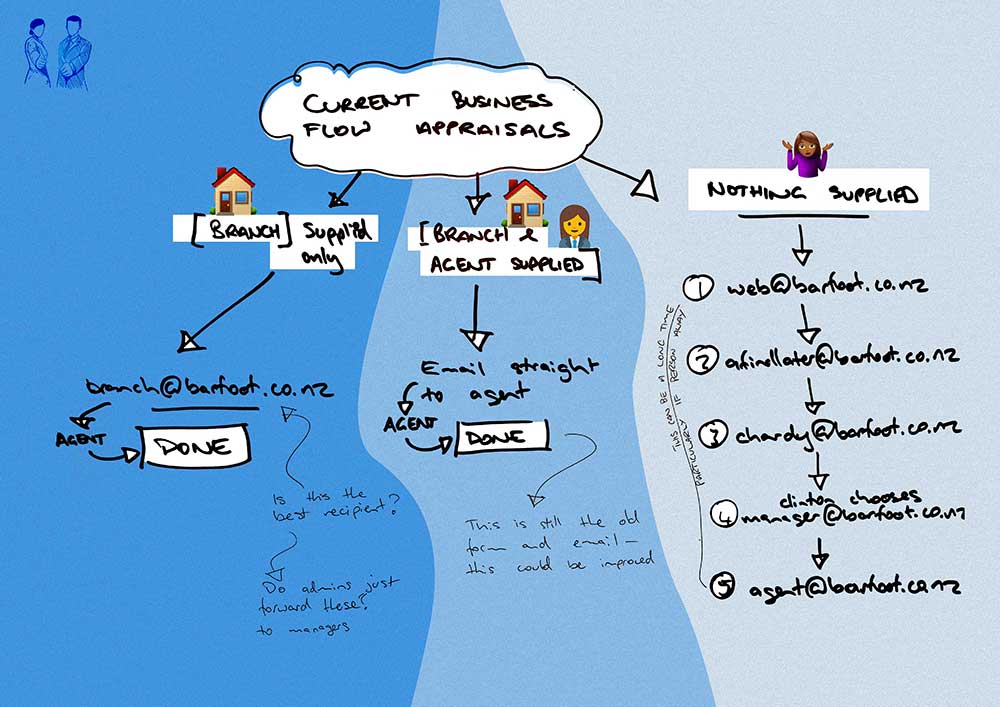 CURRENT BUSINESS
FLOW APPRAISALS
[BRANCH] Supplied
only
branch@barfoot.co.nz
AGENT
DONE
Is this the
best recipient?
Do admins just
forward these?
to managers
[BRANCH] &
AGENT SUPPLIED]
Email straight
to agent
AGENT
DONE
This is still the old
form and email –
this could be improved
NOTHING SUPPLIED
1 web@barfoot.co.nz
2 @barfoot.co.nz
3 chardy@barfoot.co.nz
clinton chooses
4 manager@barfoot.co.nz
5 agent@barfoot.co.nz
THIS CAN BE A LONG TIME
PARTICULARLY IF PERSON AWAY